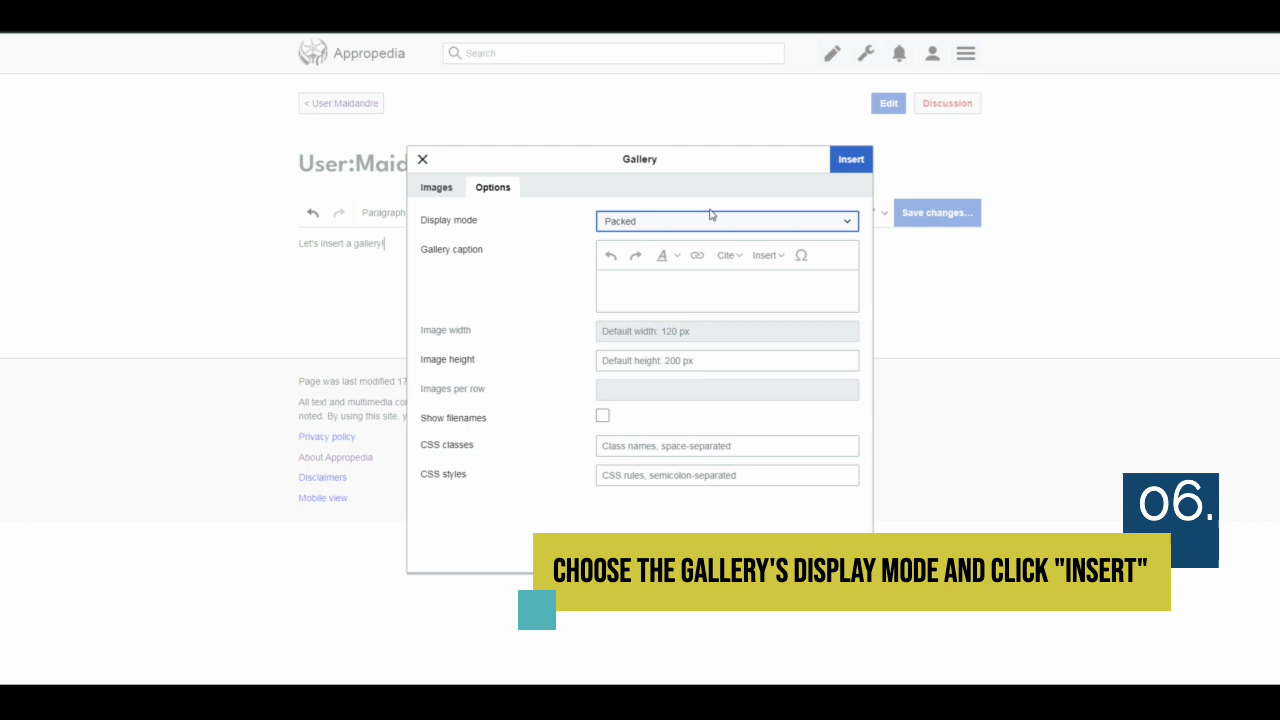 Appropedia
Search
< User:Maidandre
Edit
Discussion
User:Maid
Gallery
Insert
Images
Options
Paragraph
Save changes...
Display mode
Packed
Let's insert a gallery!
Gallery caption
Cite
Insert
Image width
Default width: 120 px
Image height
Default height: 200 px
Page was last modified 17
Images per row
All text and multimedia co
noted. By using this site, y
Show filenames
Privacy policy
CSS classes
Class names, space-separated
About Appropedia
CSS styles
CSS rules, semicolon-separated
Disclaimers
Mobile view
06.
CHOOSE THE GALLERY'S DISPLAY MODE AND CLICK "INSERT"